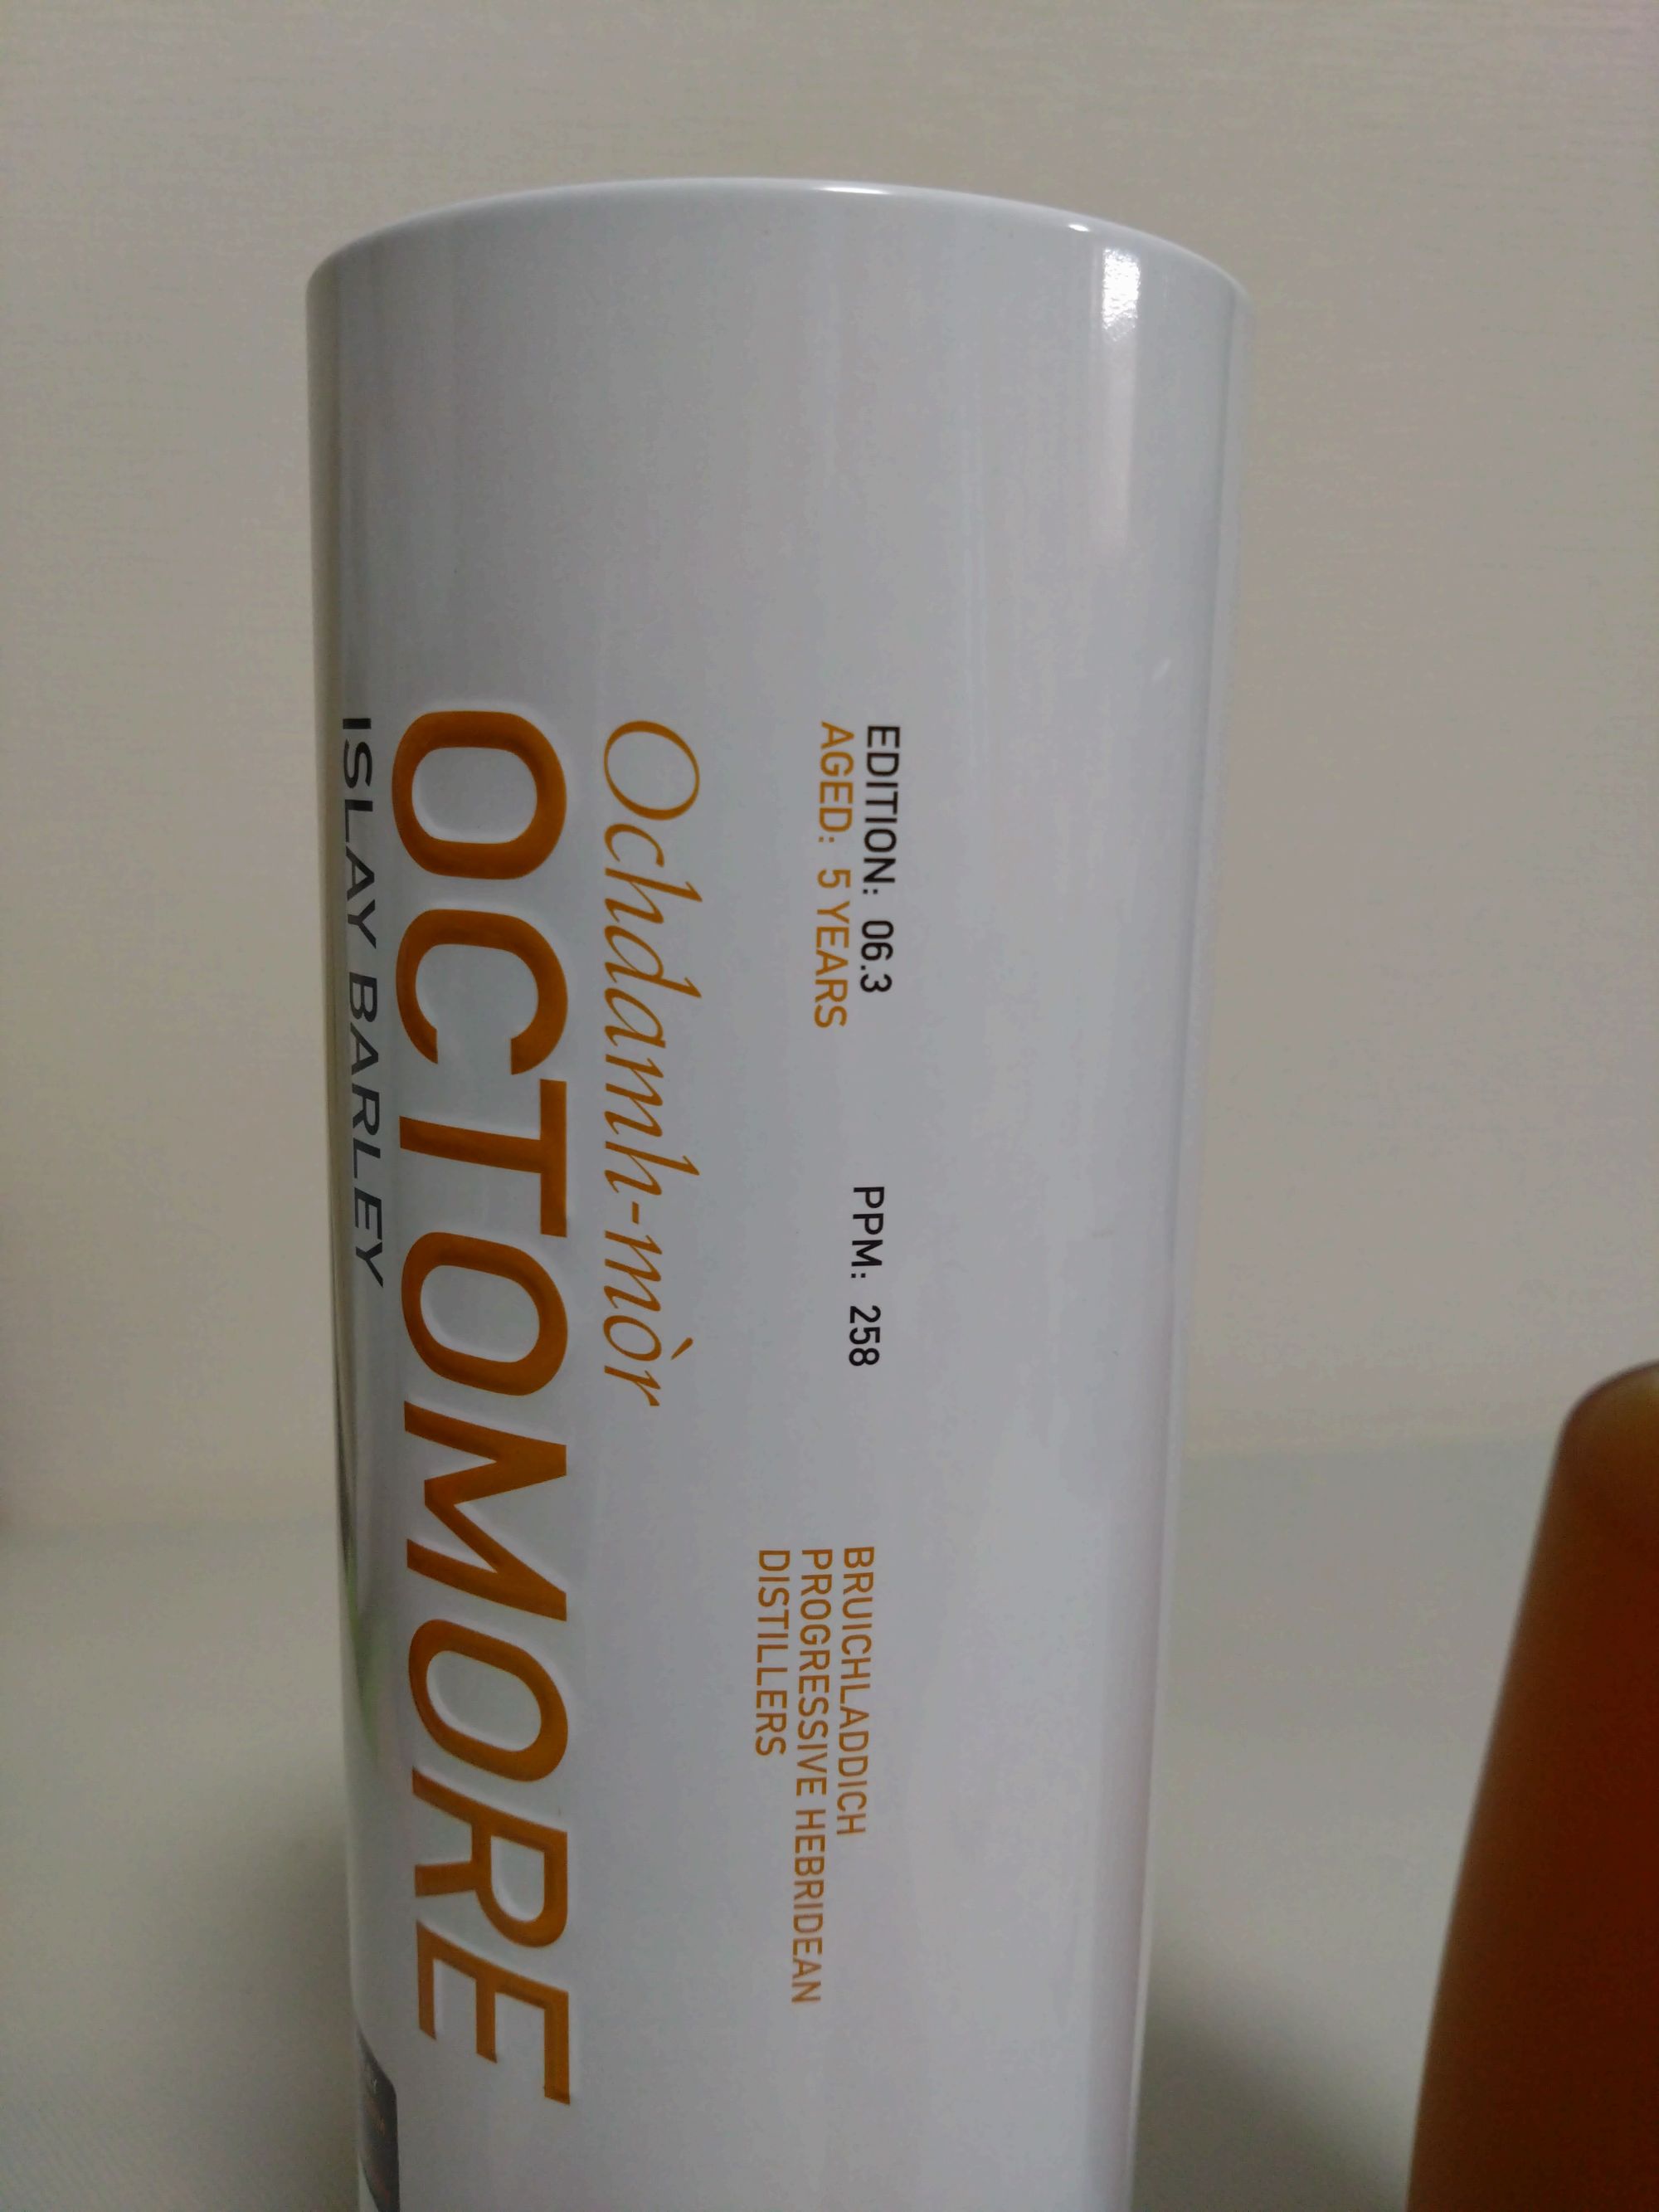 EDITION: 06.3
AGED: 5 YEARS
PPM: 258
BRUICHLADDICH
PROGRESSIVE HEBRIDEAN
DISTILLERS
Ochdamh-mòr
OCTOMORE
ISLAY BARLEY